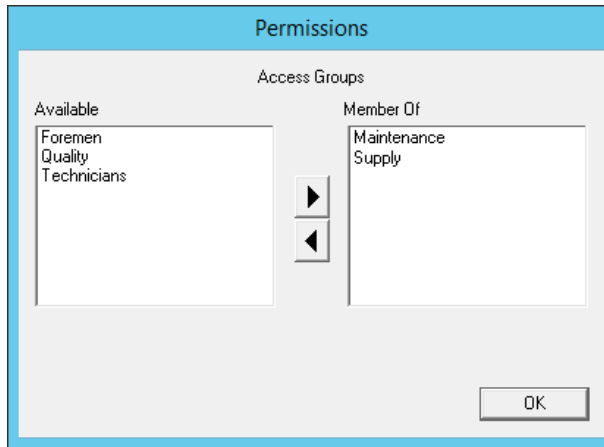 Permissions
Access Groups
Available
Member Of
Foremen
Quality
Technicians
Maintenance
Supply
OK